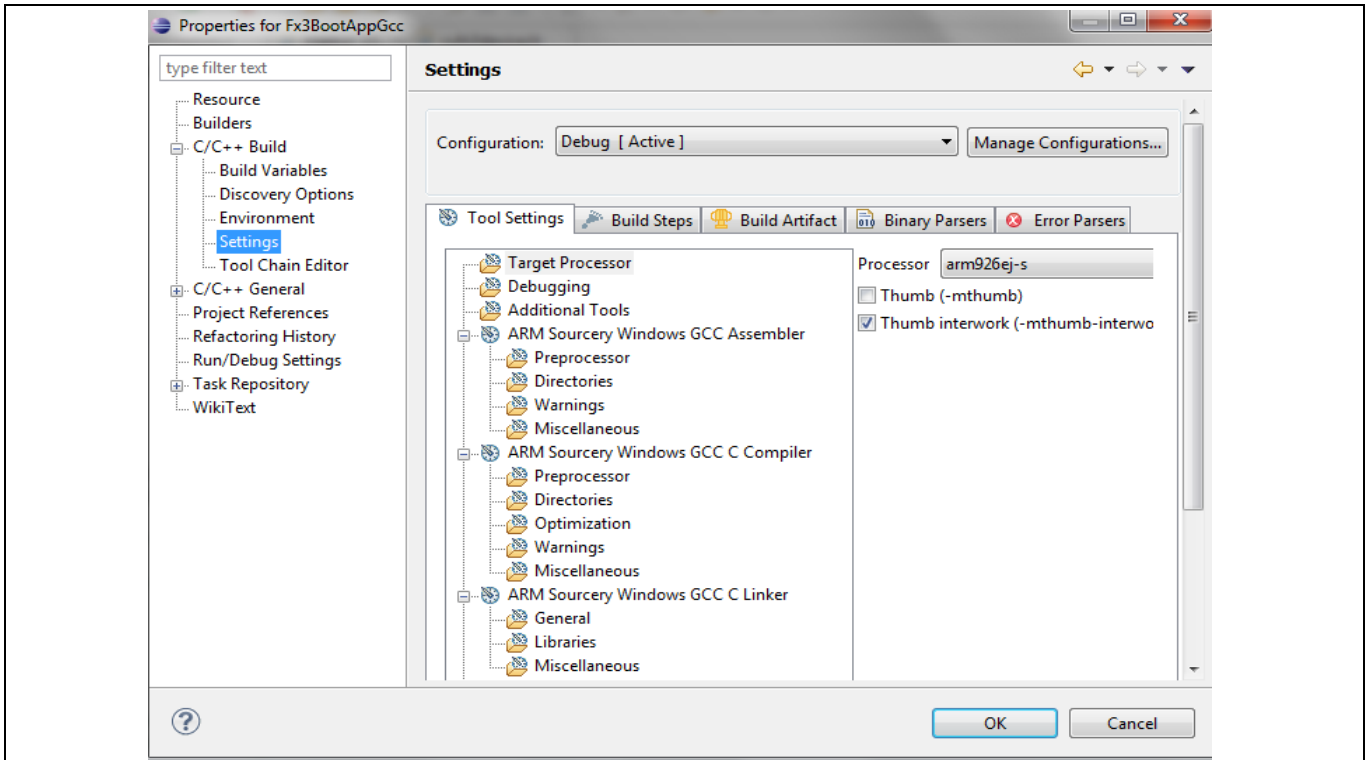 Properties for Fx3BootAppGcc
type filter text
Resource
Builders
C/C++ Build
Build Variables
Discovery Options
Environment
Settings
Tool Chain Editor
C/C++ General
Project References
Refactoring History
Run/Debug Settings
Task Repository
WikiText
Settings
Configuration: Debug [ Active ] Manage Configurations...
Tool Settings Build Steps Build Artifact Binary Parsers Error Parsers
Target Processor
Debugging
Additional Tools
ARM Sourcery Windows GCC Assembler
Preprocessor
Directories
Warnings
Miscellaneous
ARM Sourcery Windows GCC C Compiler
Preprocessor
Directories
Optimization
Warnings
Miscellaneous
ARM Sourcery Windows GCC C Linker
General
Libraries
Miscellaneous
Processor arm926ej-s
Thumb (-mthumb)
Thumb interwork (-mthumb-interwo
OK Cancel